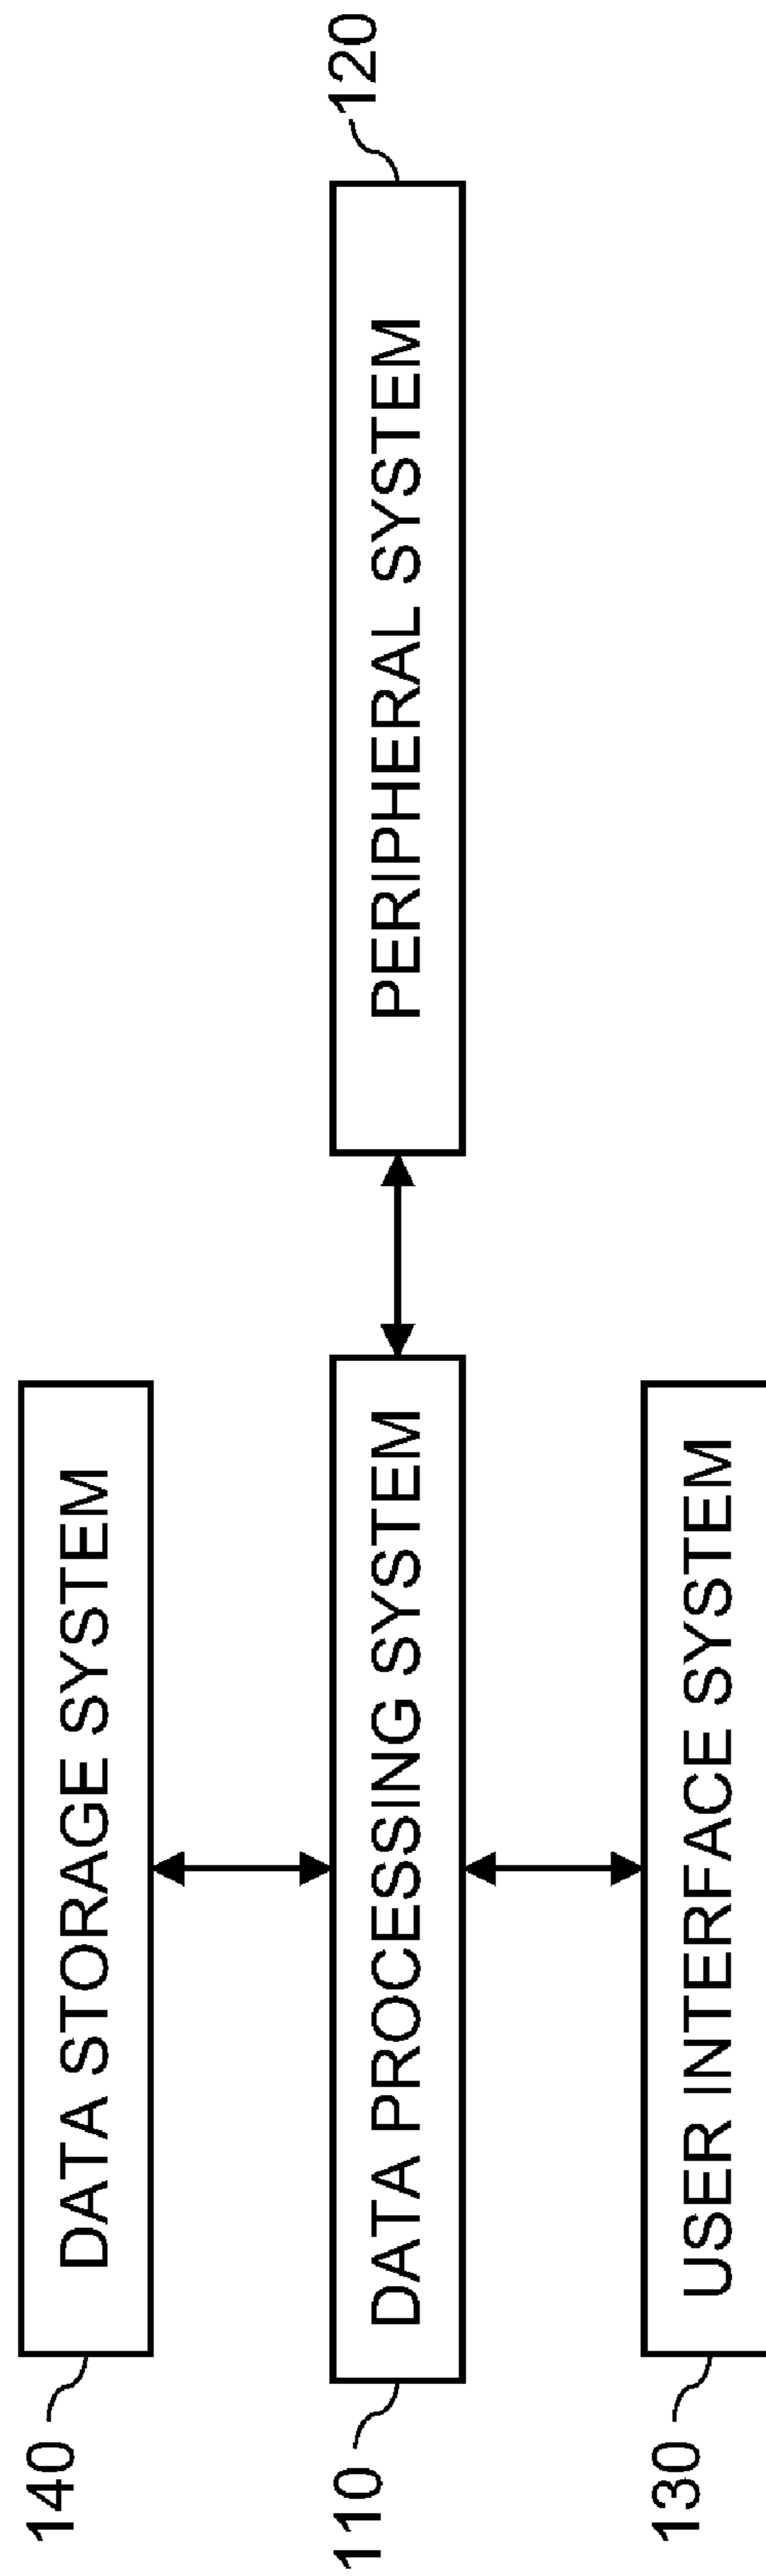 140
DATA STORAGE SYSTEM
110
DATA PROCESSING SYSTEM
PERIPHERAL SYSTEM
120
130
USER INTERFACE SYSTEM